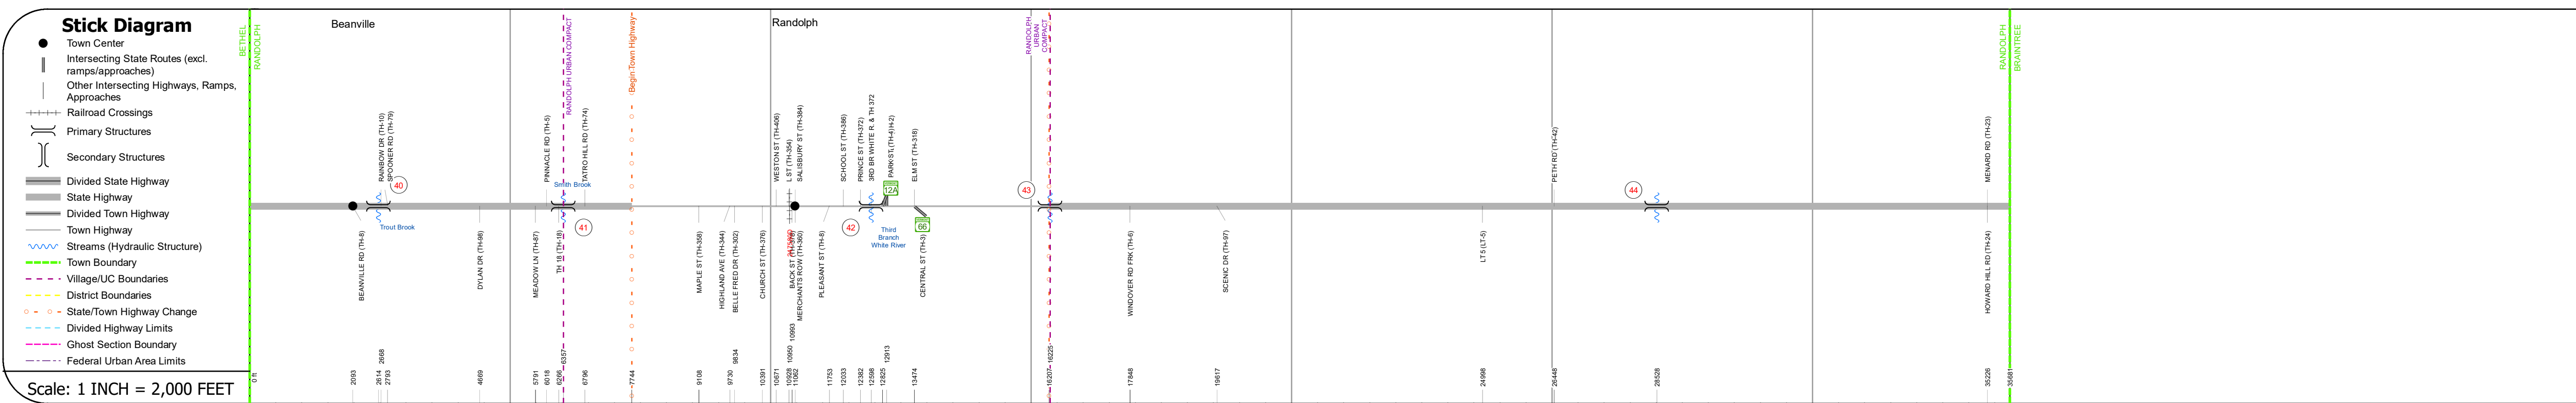 Stick Diagram
Town Center
Intersecting State Routes (excl.
ramps/approaches)
Other Intersecting Highways, Ramps,
Approaches
Railroad Crossings
Primary Structures
Secondary Structures
Divided State Highway
State Highway
Divided Town Highway
Town Highway
Streams (Hydraulic Structure)
Town Boundary
Village/UC Boundaries
District Boundaries
State/Town Highway Change
Divided Highway Limits
Ghost Section Boundary
Federal Urban Area Limits
Scale: 1 INCH = 2,000 FEET
Beanville
Randolph
BETHEL
RANDOLPH
RANDOLPH URBAN COMPACT
Begin Town Highway
RANDOLPH
URBAN
COMPACT
RANDOLPH
BRAINTREE
RAINBOW DR (TH-10)
SPOONER RD (TH-79)
PINNACLE RD (TH-5)
TATRO HILL RD (TH-74)
WESTON ST (TH-406)
L ST (TH-354)
SALISBURY ST (TH-364)
SCHOOL ST (TH-386)
PRINCE ST (TH-372)
3RD BR WHITE R. & TH 372
PARK ST (TH-4)
ELM ST (TH-318)
PETH RD (TH-42)
MENARD RD (TH-23)
40
Smith Brook
12A
43
44
Trout Brook
41
42
Third
Branch
White River
66
BEANVILLE RD (TH-8)
DYLAN DR (TH-98)
MEADOW LN (TH-87)
TH 18 (TH-18)
MAPLE ST (TH-358)
HIGHLAND AVE (TH-344)
BELLE FRED DR (TH-302)
CHURCH ST (TH-376)
MERCHANTS ROW (TH-360)
PLEASANT ST (TH-8)
CENTRAL ST (TH-3)
WINDOVER RD FRK (TH-6)
SCENIC DR (TH-97)
LT 5 (LT-5)
HOWARD HILL RD (TH-24)
0 ft
2093
2614
2668
2793
4669
5791
6018
6266
6357
6796
7744
9108
9730
9834
10391
10671
10928
10950
10993
11062
11753
12033
12382
12598
12825
12913
13474
16207
16225
17848
19617
24998
26448
28528
35226
35681